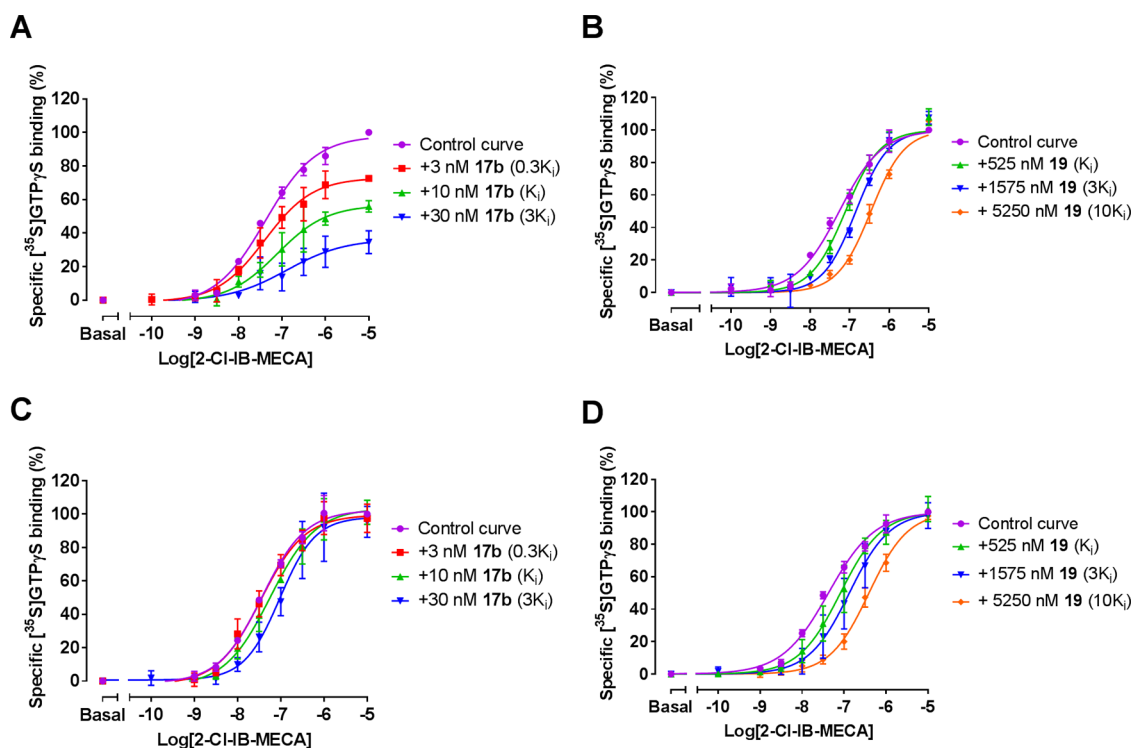 A
Specific [³⁵S]GTPγS binding (%)
120
100
80
60
40
20
0
Basal -10 -9 -8 -7 -6 -5
Log[2-Cl-IB-MECA]
Control curve
+3 nM 17b (0.3Kᵢ)
+10 nM 17b (Kᵢ)
+30 nM 17b (3Kᵢ)
B
Specific [³⁵S]GTPγS binding (%)
120
100
80
60
40
20
0
Basal -10 -9 -8 -7 -6 -5
Log[2-Cl-IB-MECA]
Control curve
+525 nM 19 (Kᵢ)
+1575 nM 19 (3Kᵢ)
+ 5250 nM 19 (10Kᵢ)
C
Specific [³⁵S]GTPγS binding (%)
120
100
80
60
40
20
0
Basal -10 -9 -8 -7 -6 -5
Log[2-Cl-IB-MECA]
Control curve
+3 nM 17b (0.3Kᵢ)
+10 nM 17b (Kᵢ)
+30 nM 17b (3Kᵢ)
D
Specific [³⁵S]GTPγS binding (%)
120
100
80
60
40
20
0
Basal -10 -9 -8 -7 -6 -5
Log[2-Cl-IB-MECA]
Control curve
+525 nM 19 (Kᵢ)
+1575 nM 19 (3Kᵢ)
+ 5250 nM 19 (10Kᵢ)